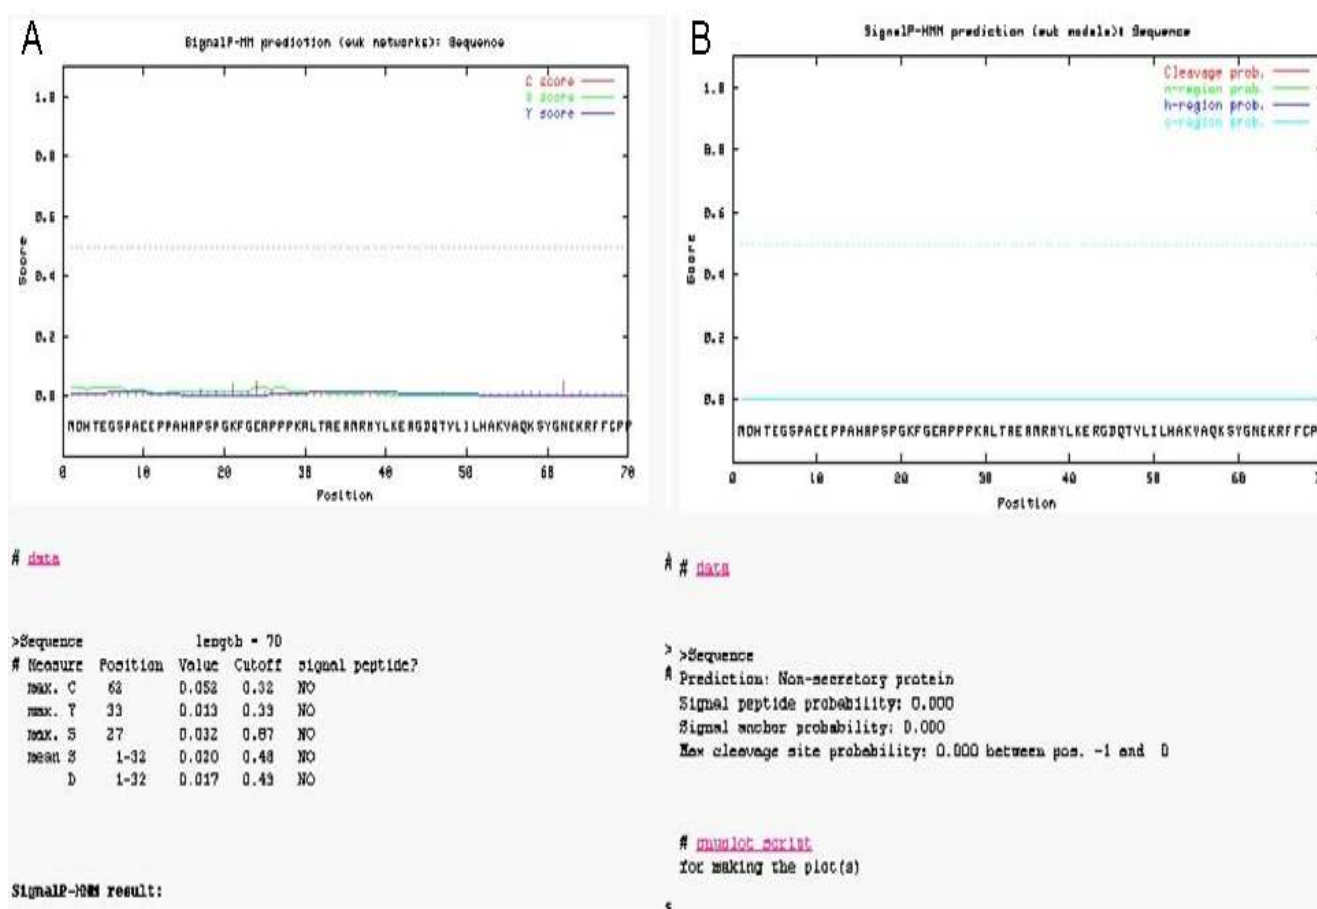 A
SignalP-NN prediction (euk networks): Sequence
C score
S score
Y score
1.0
0.8
0.6
0.4
0.2
0.0
Score
0 10 20 30 40 50 60 70
Position
# data
>Sequence length = 70
# Measure Position Value Cutoff signal peptide?
max. C 62 0.052 0.32 NO
max. Y 33 0.013 0.33 NO
max. S 27 0.032 0.87 NO
mean S 1-32 0.020 0.48 NO
D 1-32 0.017 0.43 NO
SignalP-HMM result:
B
SignalP-HMM prediction (euk models): Sequence
Cleavage prob.
n-region prob.
h-region prob.
c-region prob.
1.0
0.8
0.6
0.4
0.2
0.0
Score
0 10 20 30 40 50 60
Position
# data
>Sequence
Prediction: Non-secretory protein
Signal peptide probability: 0.000
Signal anchor probability: 0.000
Max cleavage site probability: 0.000 between pos. -1 and 0
# gnuplot script
for making the plot(s)